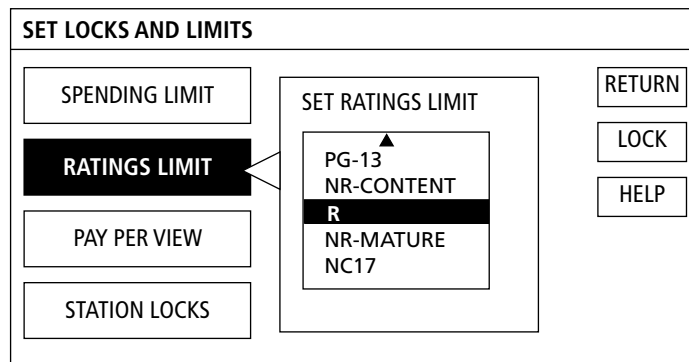 SET LOCKS AND LIMITS
SPENDING LIMIT
RATINGS LIMIT
PAY PER VIEW
STATION LOCKS
SET RATINGS LIMIT
PG-13
NR-CONTENT
R
NR-MATURE
NC17
RETURN
LOCK
HELP